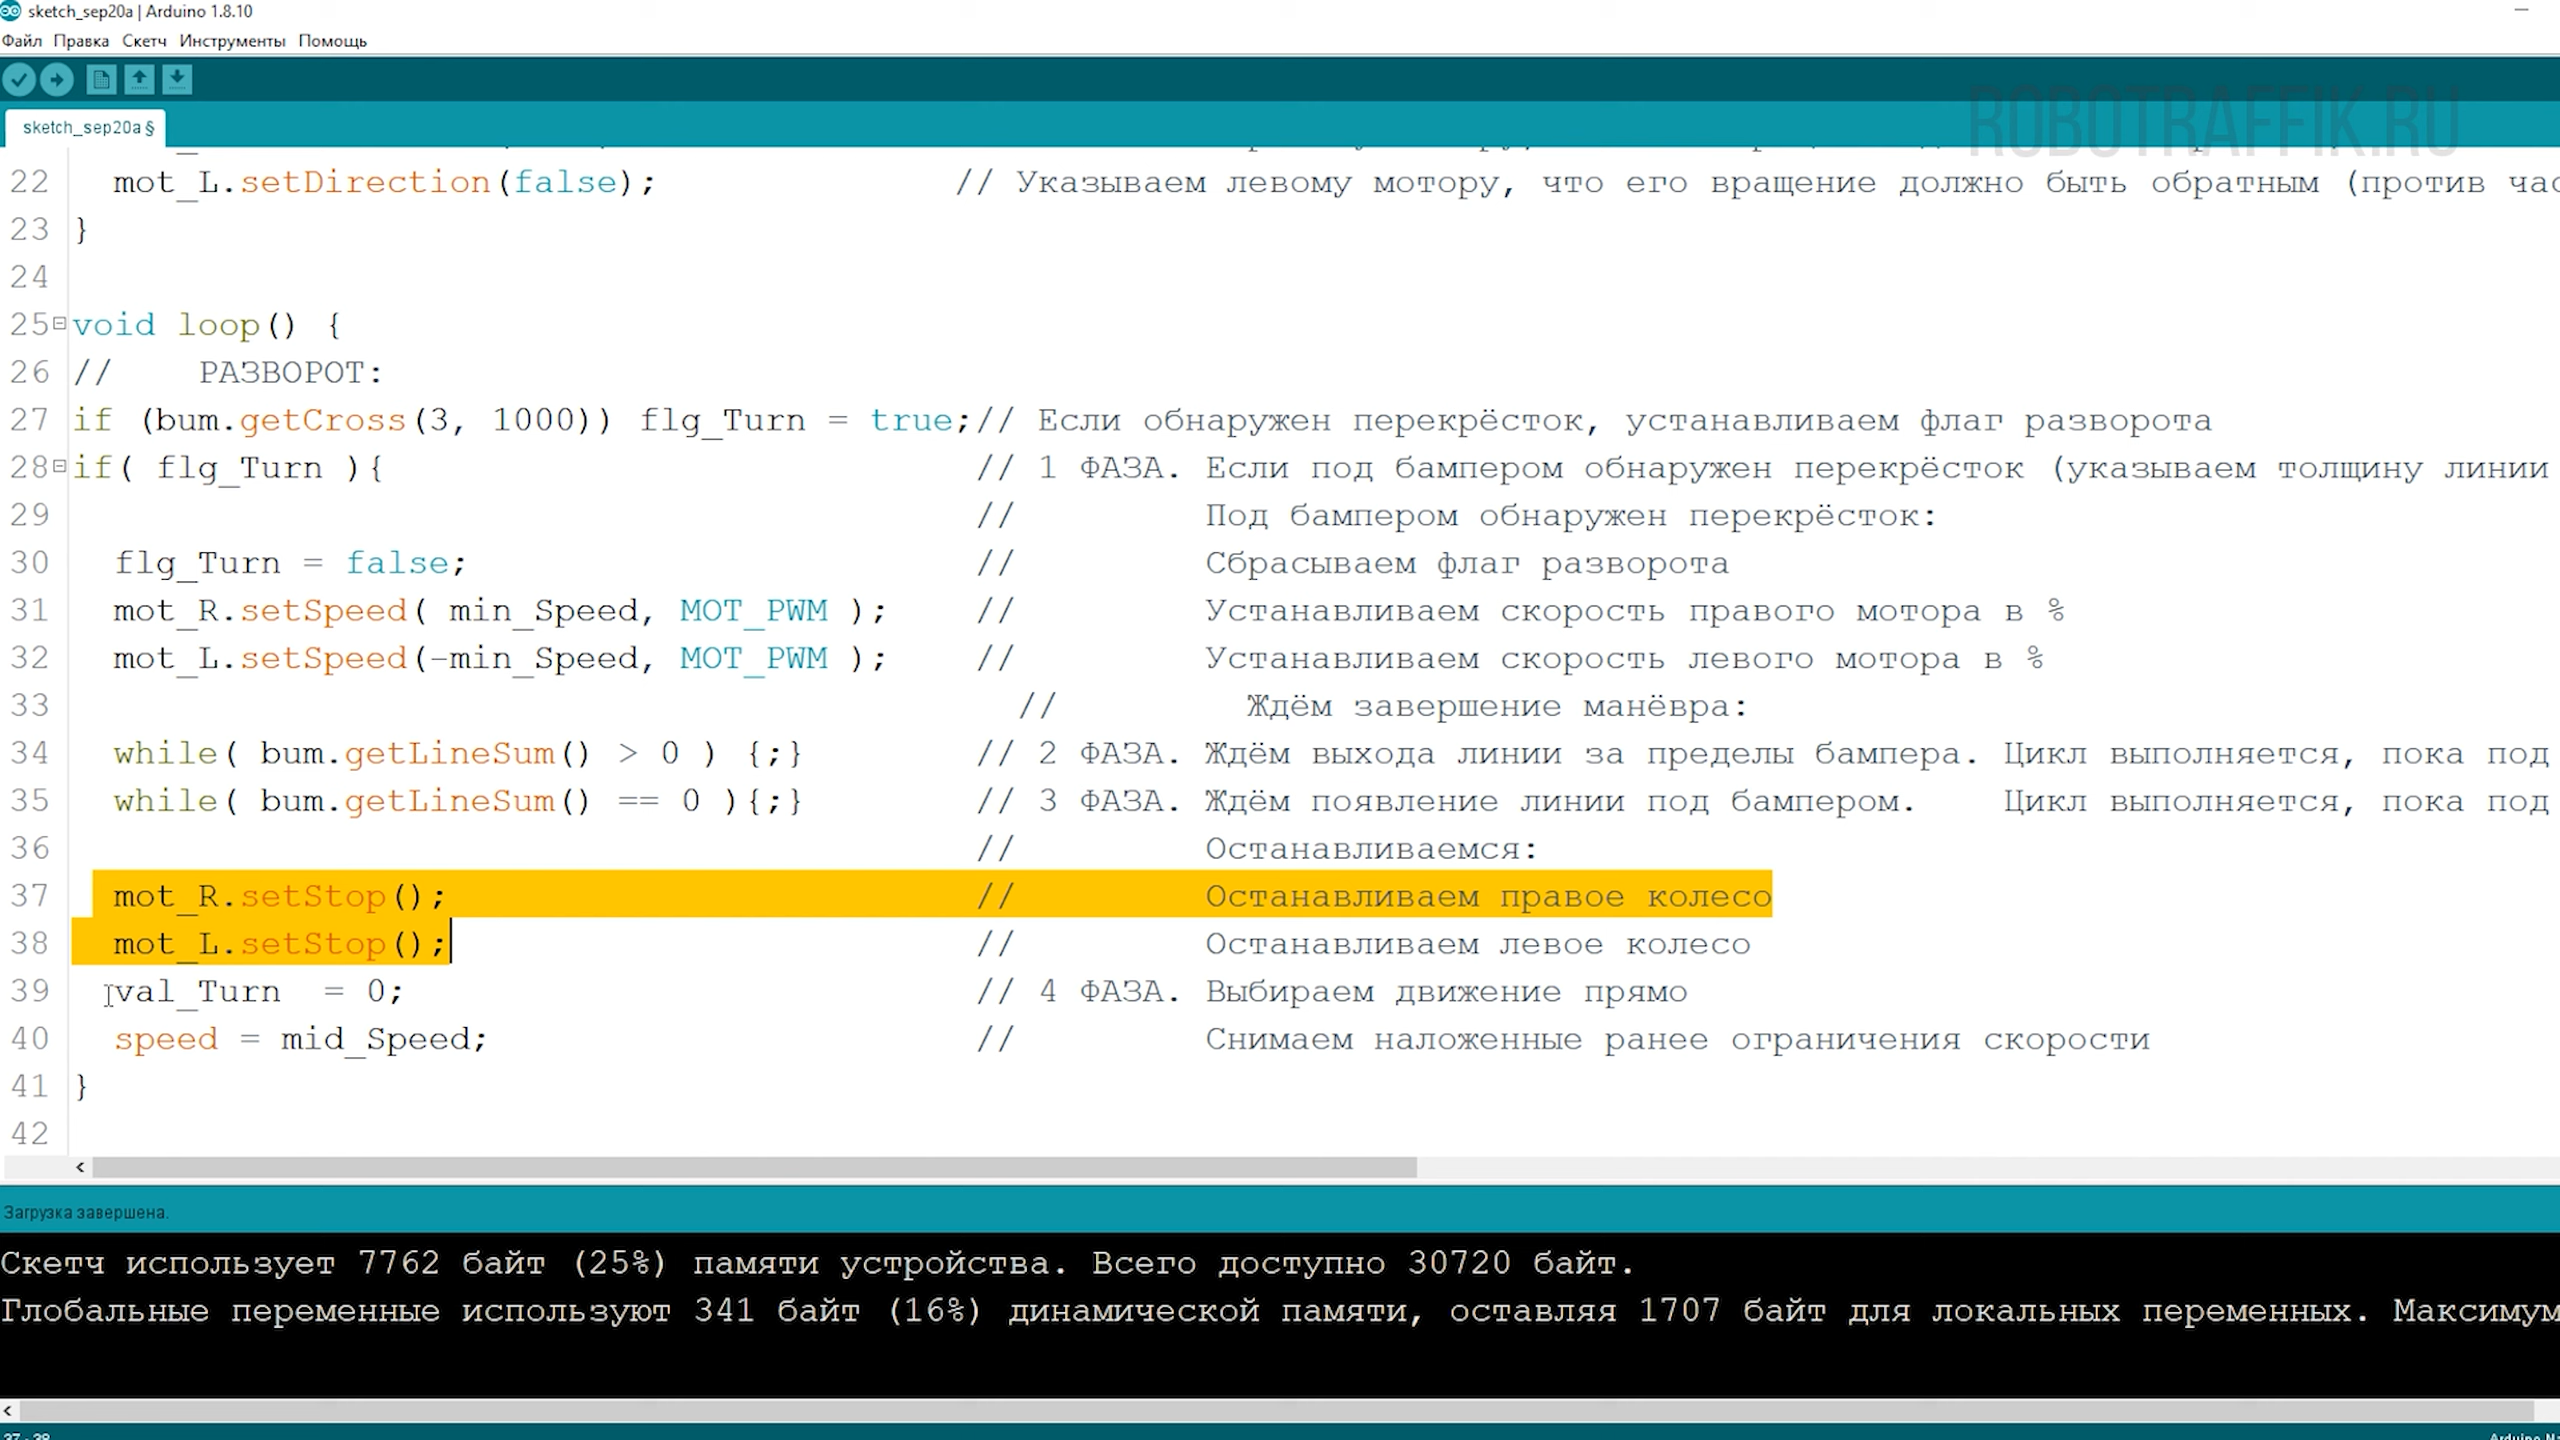 sketch_sep20a | Arduino 1.8.10
Файл Правка Скетч Инструменты Помощь
ROBOTRAFFIK.RU
sketch_sep20a §
22 mot_L.setDirection(false); // Указываем левому мотору, что его вращение должно быть обратным (против час
23 }
24
25 void loop() {
26 // РАЗВОРОТ:
27 if (bum.getCross(3, 1000)) flg_Turn = true;// Если обнаружен перекрёсток, устанавливаем флаг разворота
28 if( flg_Turn ){ // 1 ФАЗА. Если под бампером обнаружен перекрёсток (указываем толщину линии
29 // Под бампером обнаружен перекрёсток:
30 flg_Turn = false; // Сбрасываем флаг разворота
31 mot_R.setSpeed( min_Speed, MOT_PWM ); // Устанавливаем скорость правого мотора в %
32 mot_L.setSpeed(-min_Speed, MOT_PWM ); // Устанавливаем скорость левого мотора в %
33 // Ждём завершение манёвра:
34 while( bum.getLineSum() > 0 ) {;} // 2 ФАЗА. Ждём выхода линии за пределы бампера. Цикл выполняется, пока под
35 while( bum.getLineSum() == 0 ){;} // 3 ФАЗА. Ждём появление линии под бампером. Цикл выполняется, пока под
36 // Останавливаемся:
37 mot_R.setStop(); // Останавливаем правое колесо
38 mot_L.setStop(); // Останавливаем левое колесо
39 val_Turn = 0; // 4 ФАЗА. Выбираем движение прямо
40 speed = mid_Speed; // Снимаем наложенные ранее ограничения скорости
41 }
42
Загрузка завершена.
Скетч использует 7762 байт (25%) памяти устройства. Всего доступно 30720 байт.
Глобальные переменные используют 341 байт (16%) динамической памяти, оставляя 1707 байт для локальных переменных. Максимум